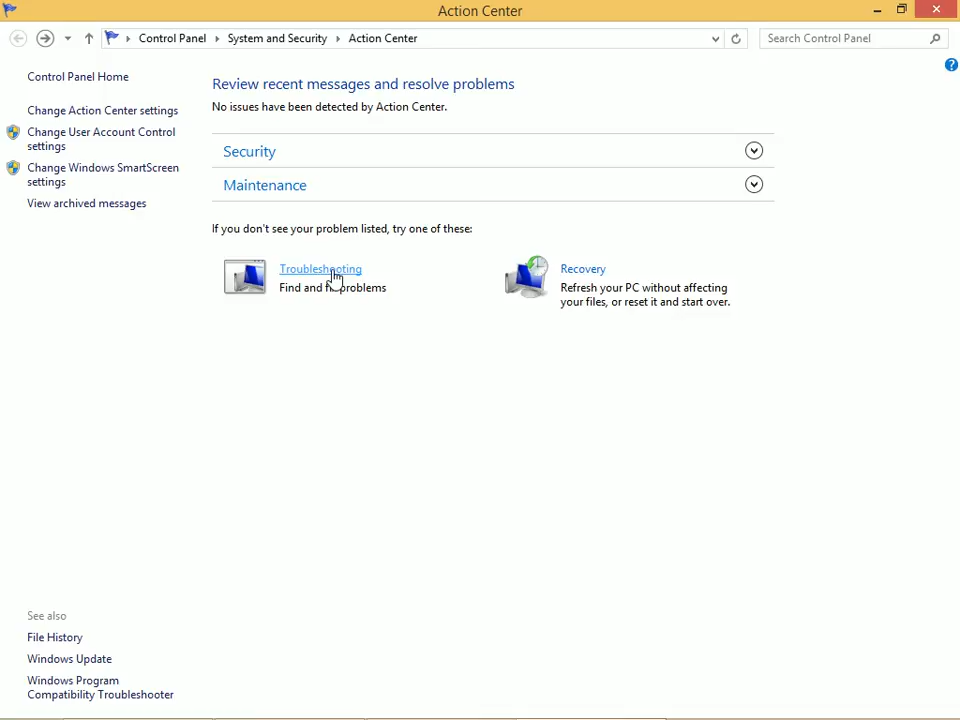 Action Center
Control Panel System and Security Action Center
Search Control Panel
?
Control Panel Home
Change Action Center settings
Change User Account Control
settings
Change Windows SmartScreen
settings
View archived messages
Review recent messages and resolve problems
No issues have been detected by Action Center.
Security
Maintenance
If you don't see your problem listed, try one of these:
Troubleshooting
Find and fix problems
Recovery
Refresh your PC without affecting
your files, or reset it and start over.
See also
File History
Windows Update
Windows Program
Compatibility Troubleshooter